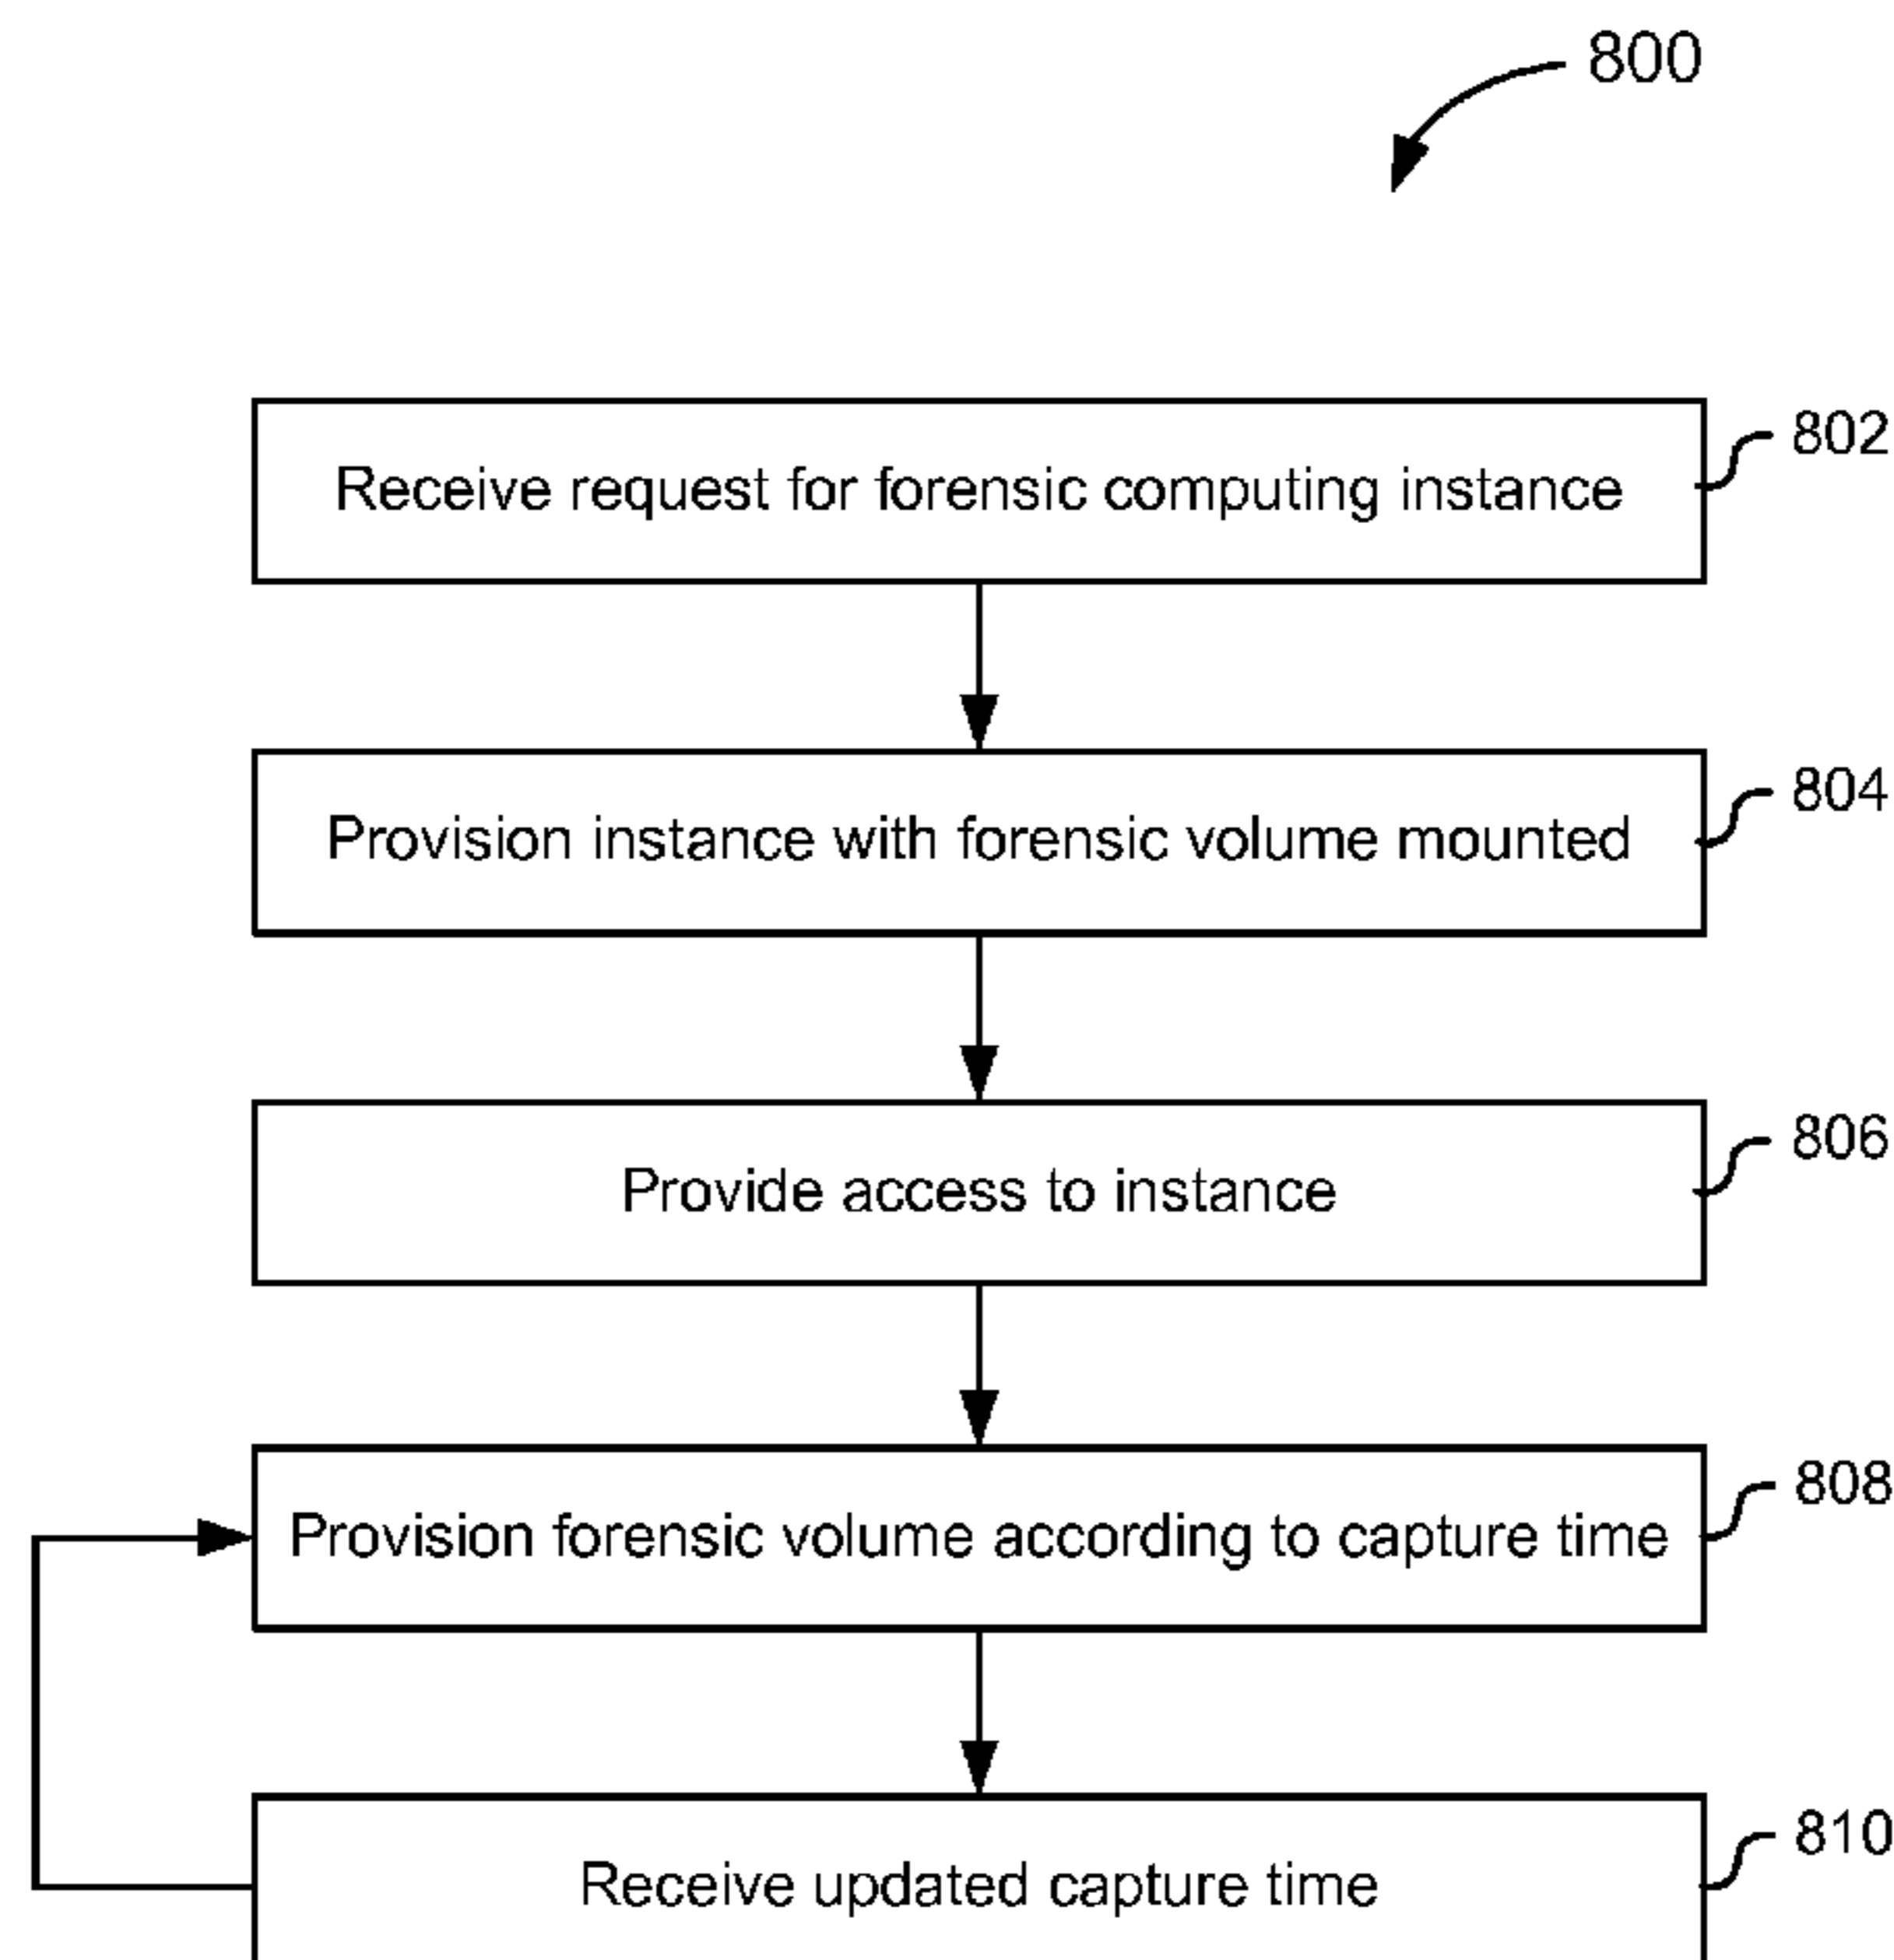 800
Receive request for forensic computing instance
802
Provision instance with forensic volume mounted
804
Provide access to instance
806
Provision forensic volume according to capture time
808
Receive updated capture time
810